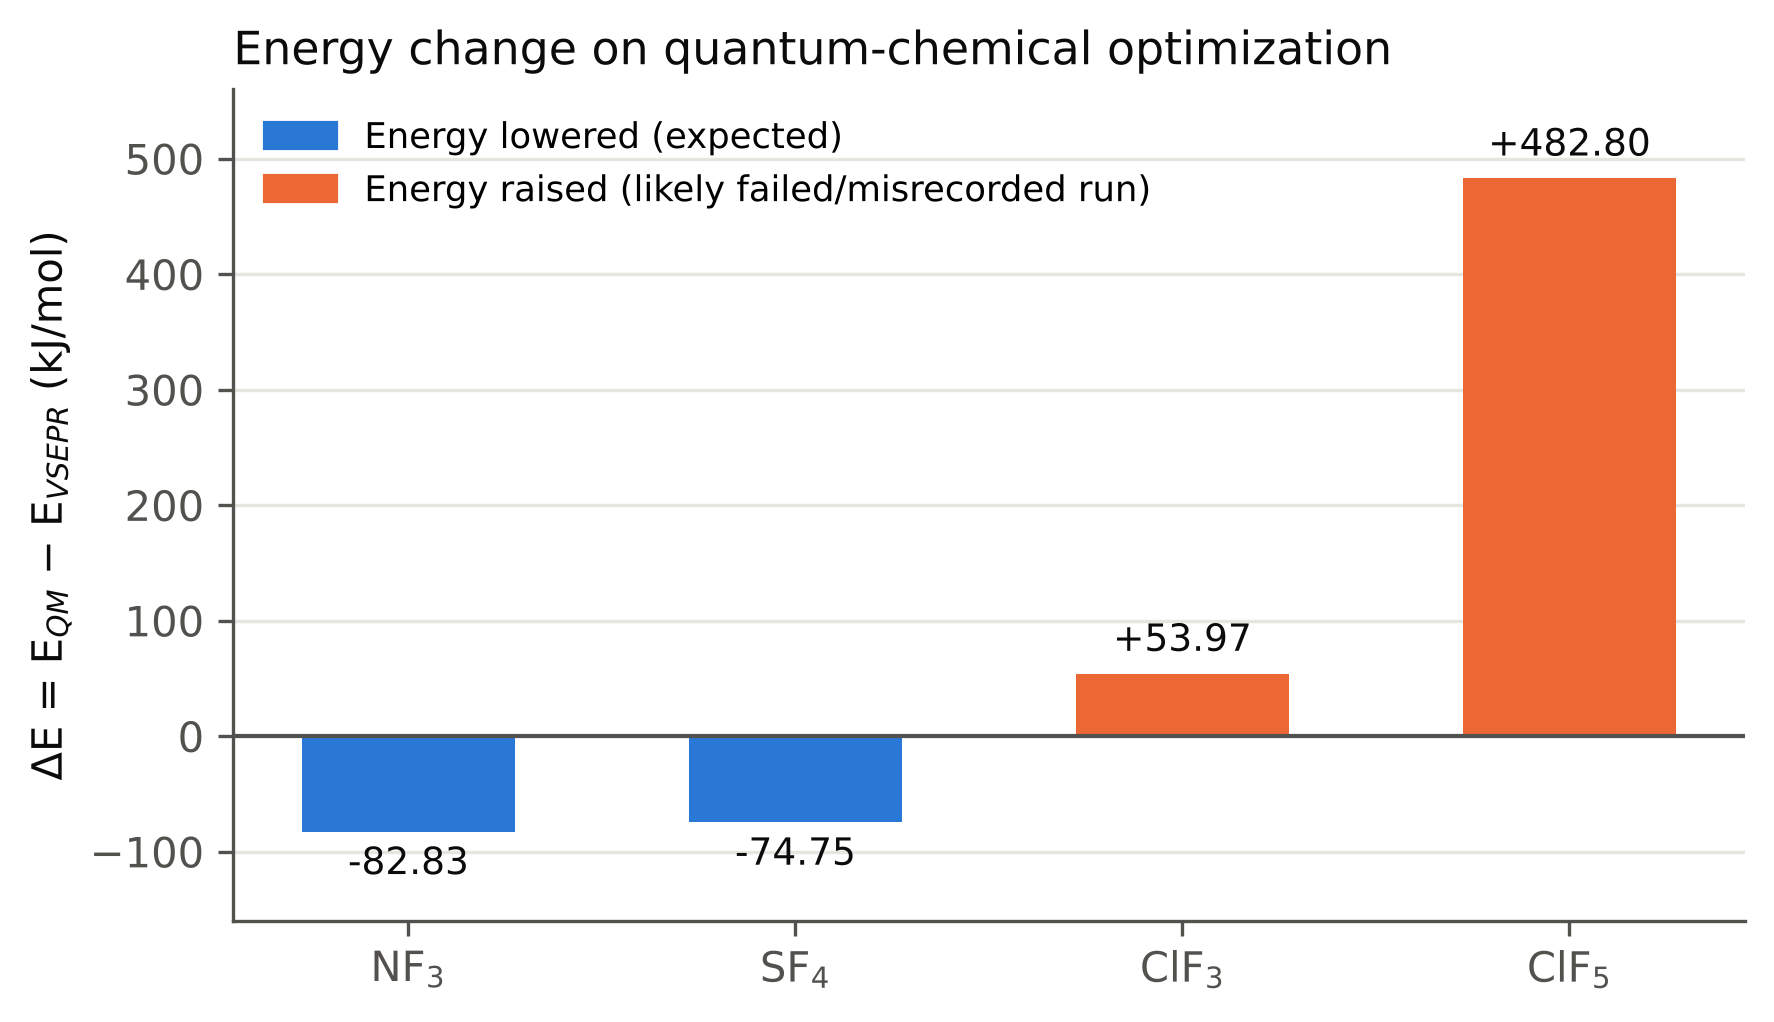 Energy change on quantum-chemical optimization
Energy lowered (expected)
Energy raised (likely failed/misrecorded run)
ΔE = E_QM − E_VSEPR (kJ/mol)
500
400
300
200
100
0
−100
-82.83
-74.75
+53.97
+482.80
NF₃
SF₄
ClF₃
ClF₅